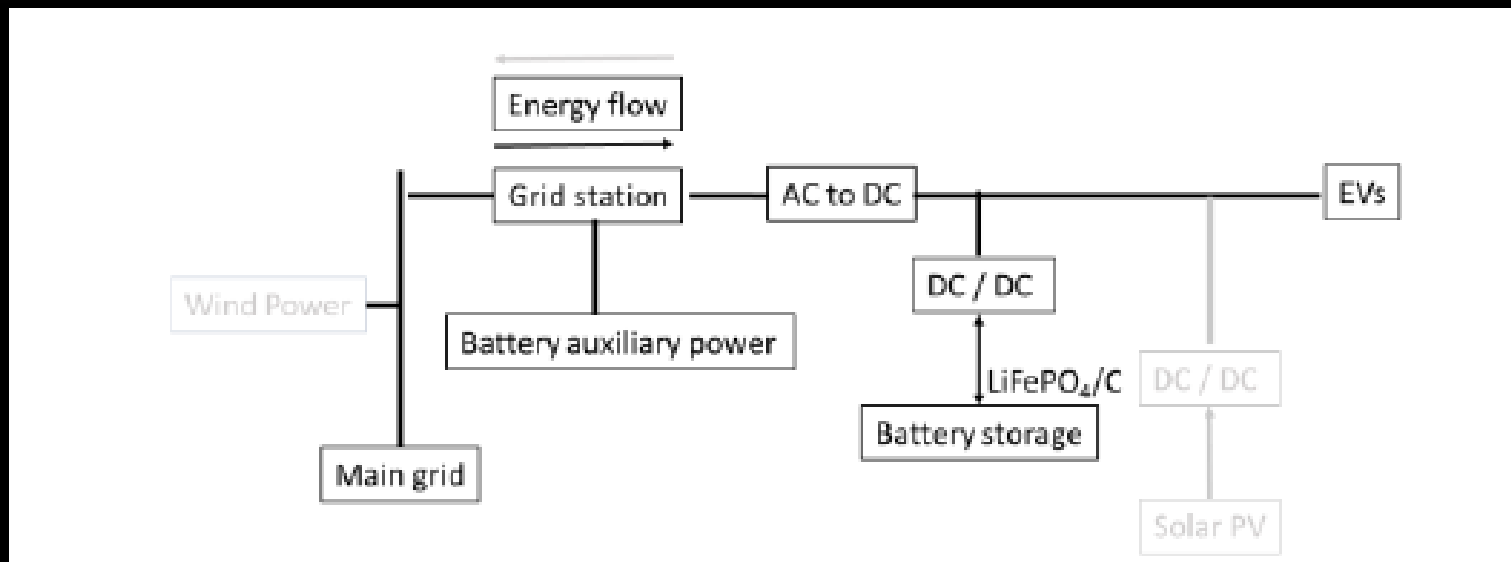 Energy flow
Grid station
AC to DC
EVs
Wind Power
DC / DC
Battery auxiliary power
LiFePO₄/C
DC / DC
Battery storage
Main grid
Solar PV